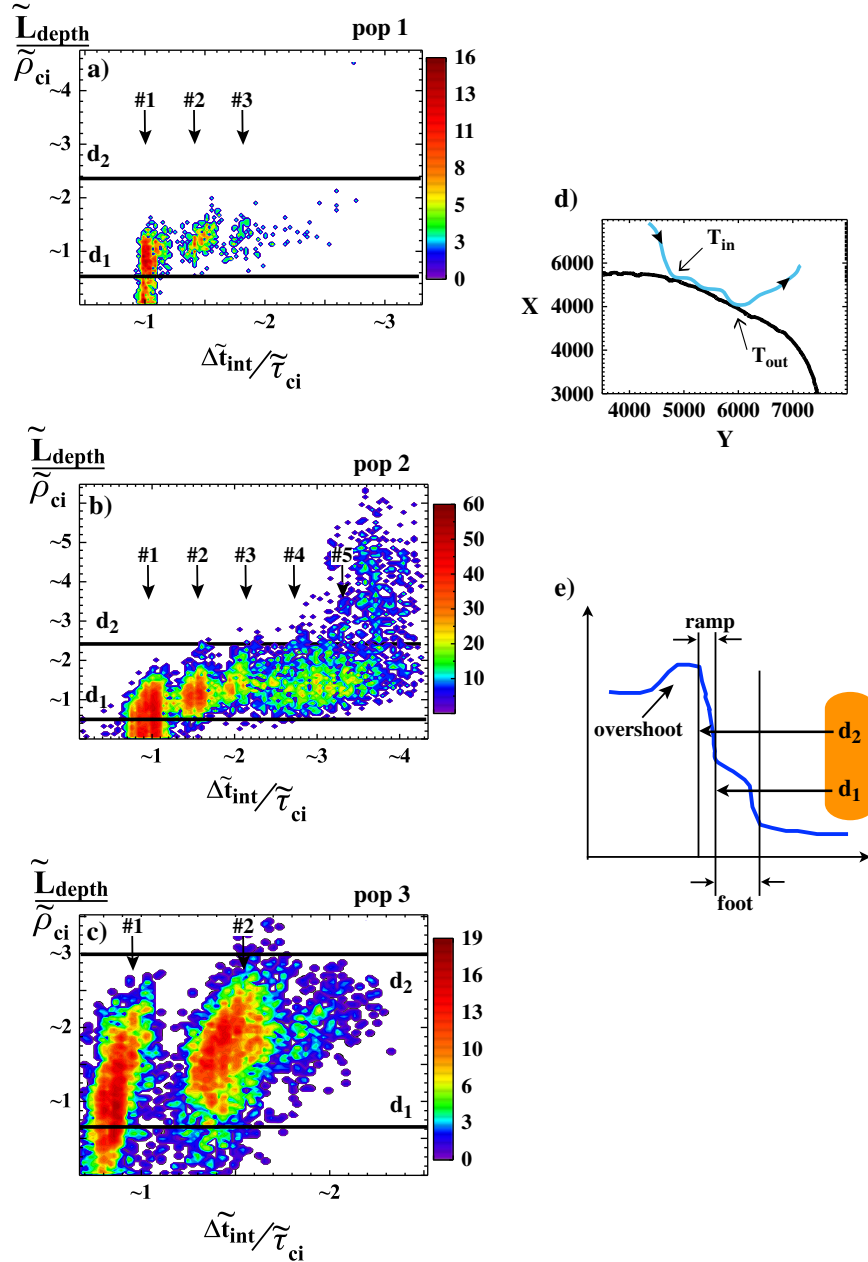 L̃depth pop 1
ρ̃ci a)
16
13
11
8
5
3
0
~4
~3
~2
~1
#1 #2 #3
d2
d1
~1 ~2 ~3
Δt̃int/τ̃ci
d)
6000
6000
X 4000
4000
3000
Tin
Tout
4000 5000 6000 7000
Y
L̃depth pop 2
ρ̃ci b)
60
50
40
30
20
10
~5
~4
~3
~2
~1
#1 #2 #3 #4 #5
d2
d1
~1 ~2 ~3 ~4
Δt̃int/τ̃ci
e)
ramp
overshoot
d2
d1
foot
L̃depth pop 3
ρ̃ci c)
19
16
13
10
6
3
0
~3
~2
~1
#1 #2
d2
d1
~1 ~2
Δt̃int/τ̃ci